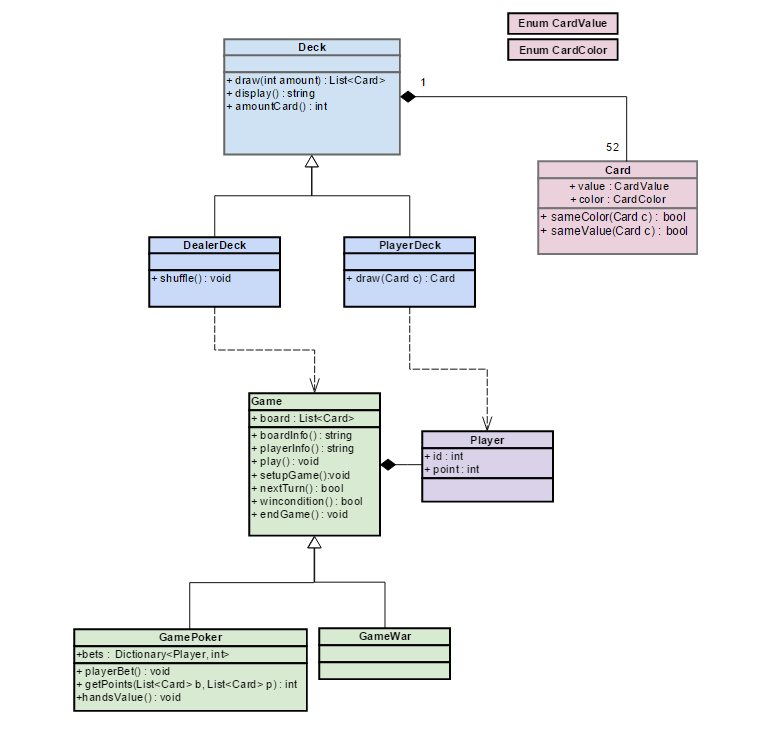 Enum CardValue
Enum CardColor
Deck
+ draw(int amount) : List<Card>
+ display() : string
+ amountCard() : int
1
52
Card
+ value : CardValue
+ color : CardColor
+ sameColor(Card c) : bool
+ sameValue(Card c) : bool
DealerDeck
+ shuffle() : void
PlayerDeck
+ draw(Card c) : Card
Game
+ board : List<Card>
+ boardInfo() : string
+ playerInfo() : string
+ play() : void
+ setupGame():void
+ nextTurn() : bool
+ wincondition() : bool
+ endGame() : void
Player
+ id : int
+ point : int
GamePoker
+bets : Dictionary<Player, int>
+ playerBet() : void
+ getPoints(List<Card> b, List<Card> p) : int
+handsValue() : void
GameWar